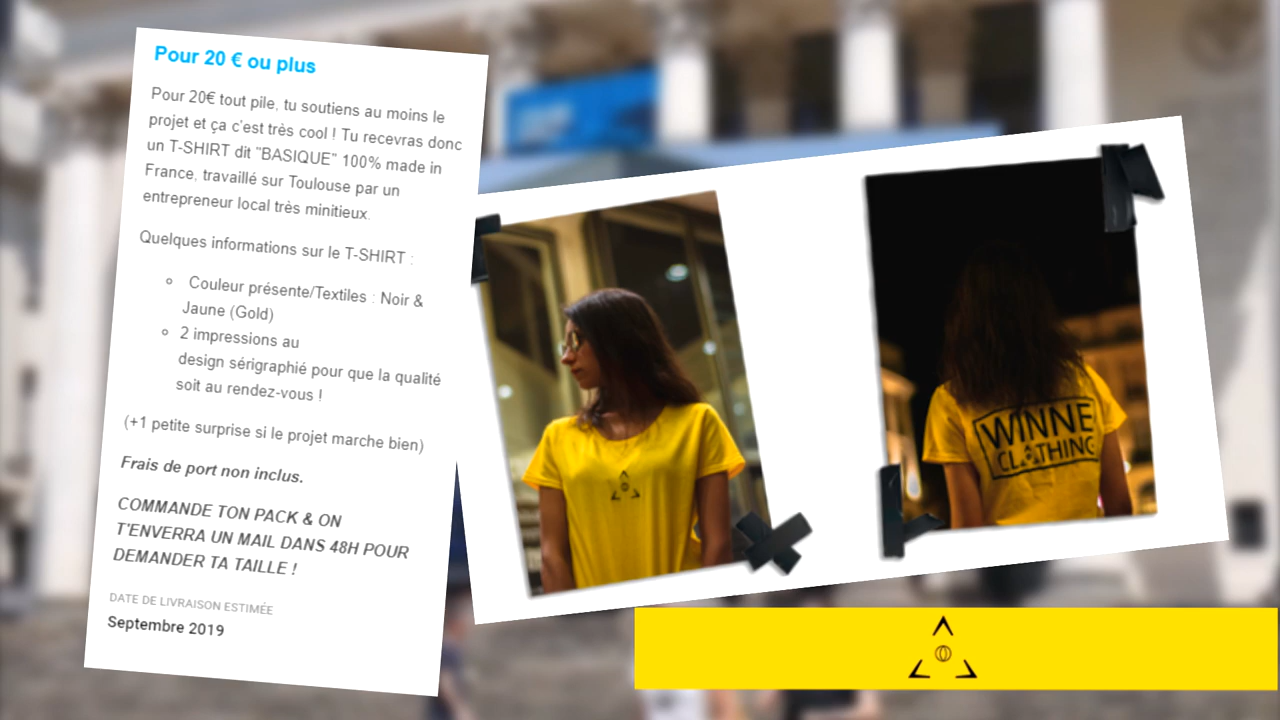 Pour 20 € ou plus
Pour 20€ tout pile, tu soutiens au moins le
projet et ça c'est très cool ! Tu recevras donc
un T-SHIRT dit "BASIQUE" 100% made in
France, travaillé sur Toulouse par un
entrepreneur local très minitieux.
Quelques informations sur le T-SHIRT :
Couleur présente/Textiles : Noir &
Jaune (Gold)
2 impressions au
design sérigraphié pour que la qualité
soit au rendez-vous !
(+1 petite surprise si le projet marche bien)
Frais de port non inclus.
COMMANDE TON PACK & ON
T'ENVERRA UN MAIL DANS 48H POUR
DEMANDER TA TAILLE !
DATE DE LIVRAISON ESTIMÉE
Septembre 2019
WINNE
CLOTHING